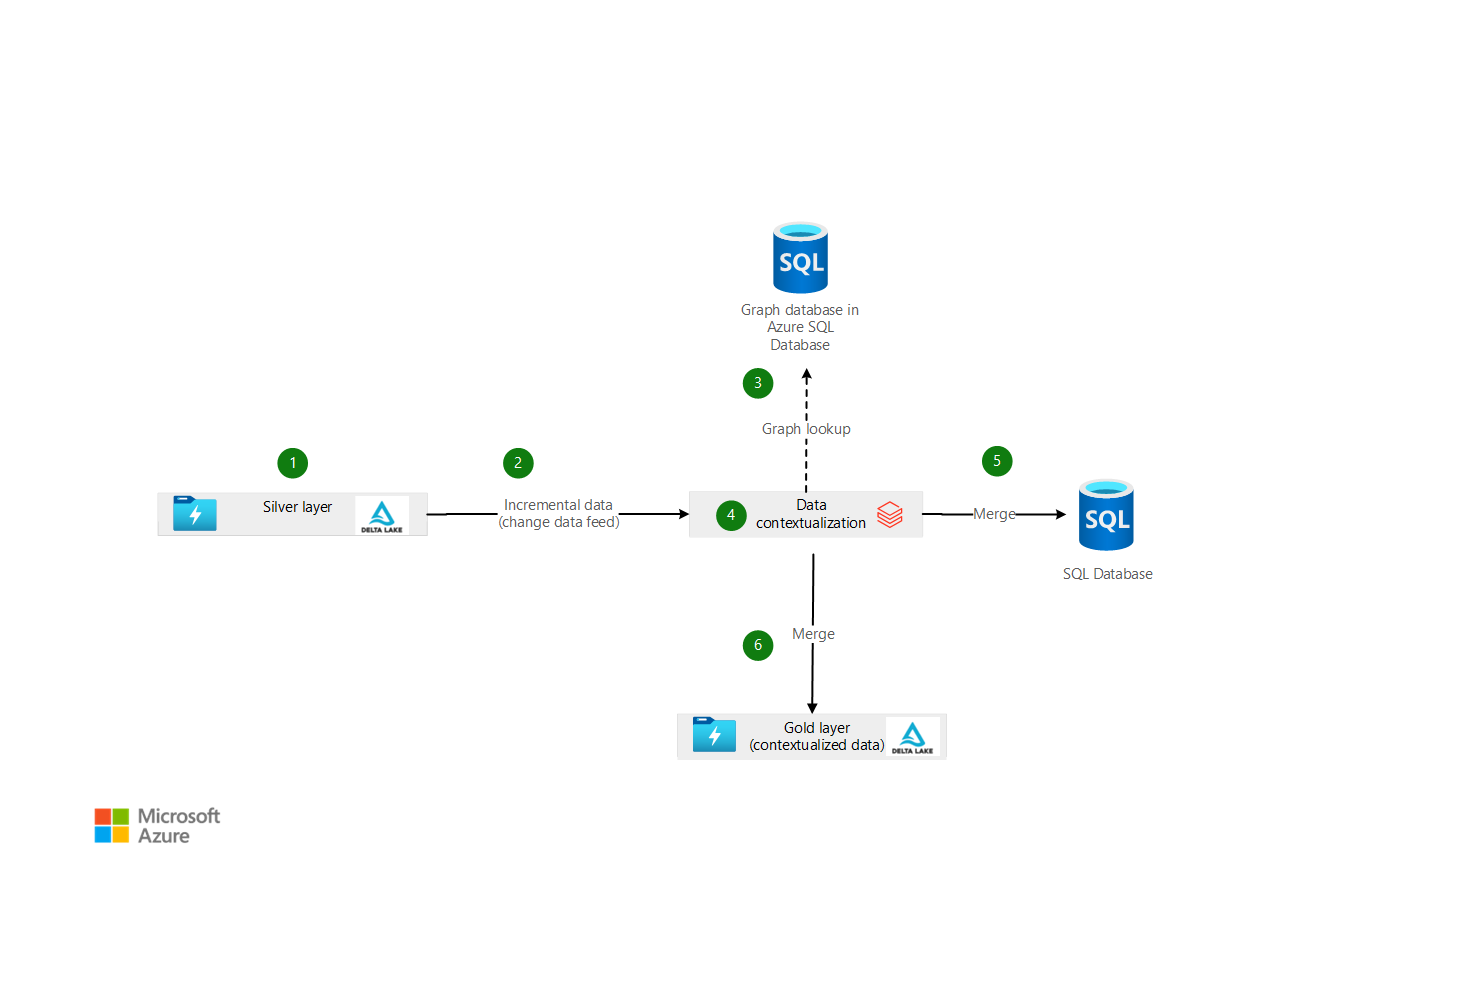 SQL
Graph database in
Azure SQL
Database
3
Graph lookup
1
2
5
Silver layer
DELTA LAKE
Incremental data
(change data feed)
4
Data
contextualization
Merge
SQL
SQL Database
6
Merge
Gold layer
(contextualized data)
DELTA LAKE
Microsoft
Azure